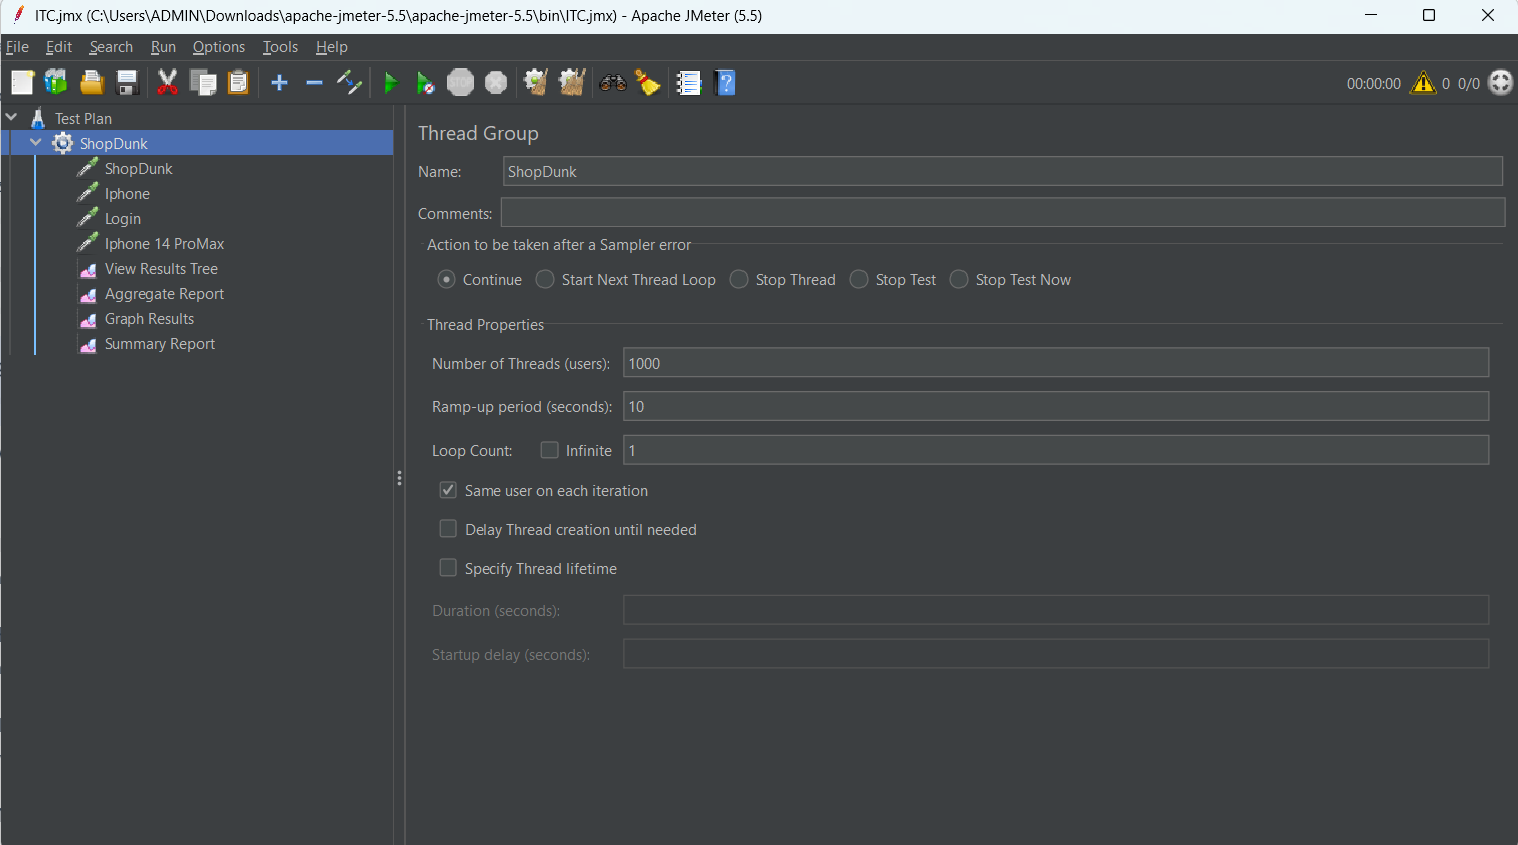 ITC.jmx (C:\Users\ADMIN\Downloads\apache-jmeter-5.5\apache-jmeter-5.5\bin\ITC.jmx) - Apache JMeter (5.5)
File Edit Search Run Options Tools Help
STOP 00:00:00 0 0/0
Test Plan
ShopDunk
ShopDunk
Iphone
Login
Iphone 14 ProMax
View Results Tree
Aggregate Report
Graph Results
Summary Report
Thread Group
Name: ShopDunk
Comments:
Action to be taken after a Sampler error
Continue Start Next Thread Loop Stop Thread Stop Test Stop Test Now
Thread Properties
Number of Threads (users): 1000
Ramp-up period (seconds): 10
Loop Count: Infinite 1
Same user on each iteration
Delay Thread creation until needed
Specify Thread lifetime
Duration (seconds):
Startup delay (seconds):